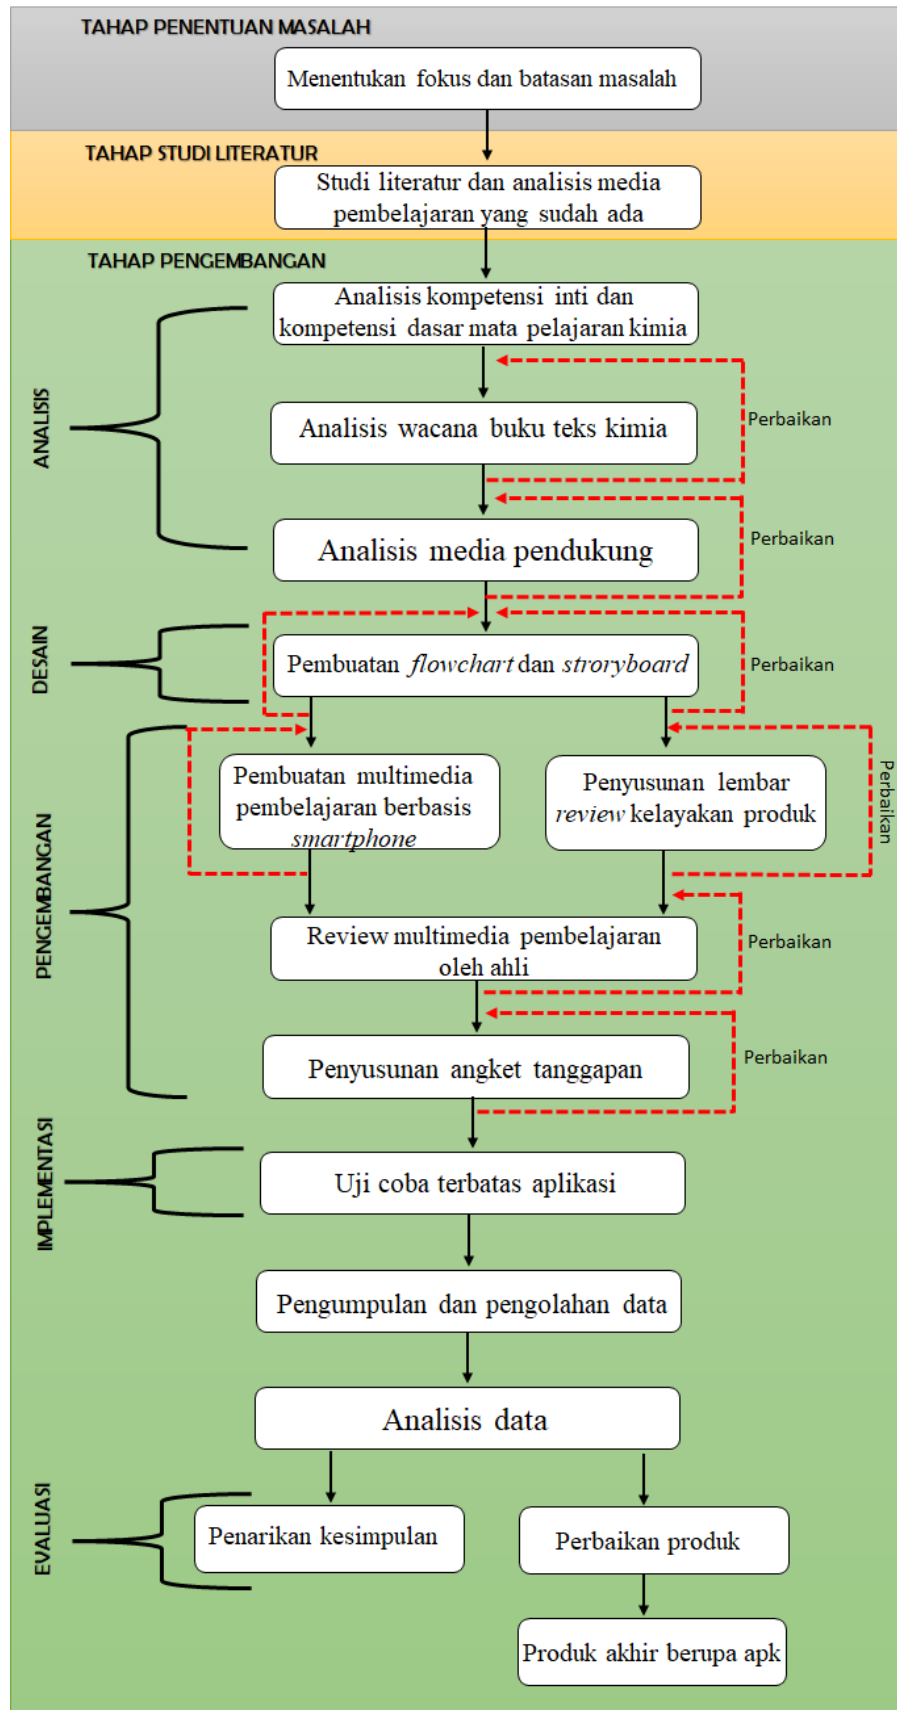 TAHAP PENENTUAN MASALAH
Menentukan fokus dan batasan masalah
TAHAP STUDI LITERATUR
Studi literatur dan analisis media
pembelajaran yang sudah ada
TAHAP PENGEMBANGAN
ANALISIS
Analisis kompetensi inti dan
kompetensi dasar mata pelajaran kimia
Perbaikan
Analisis wacana buku teks kimia
Perbaikan
Analisis media pendukung
DESAIN
Pembuatan flowchart dan stroryboard
Perbaikan
PENGEMBANGAN
Pembuatan multimedia
pembelajaran berbasis
smartphone
Penyusunan lembar
review kelayakan produk
Perbaikan
Review multimedia pembelajaran
oleh ahli
Perbaikan
Penyusunan angket tanggapan
Perbaikan
IMPLEMENTASI
Uji coba terbatas aplikasi
Pengumpulan dan pengolahan data
Analisis data
EVALUASI
Penarikan kesimpulan
Perbaikan produk
Produk akhir berupa apk